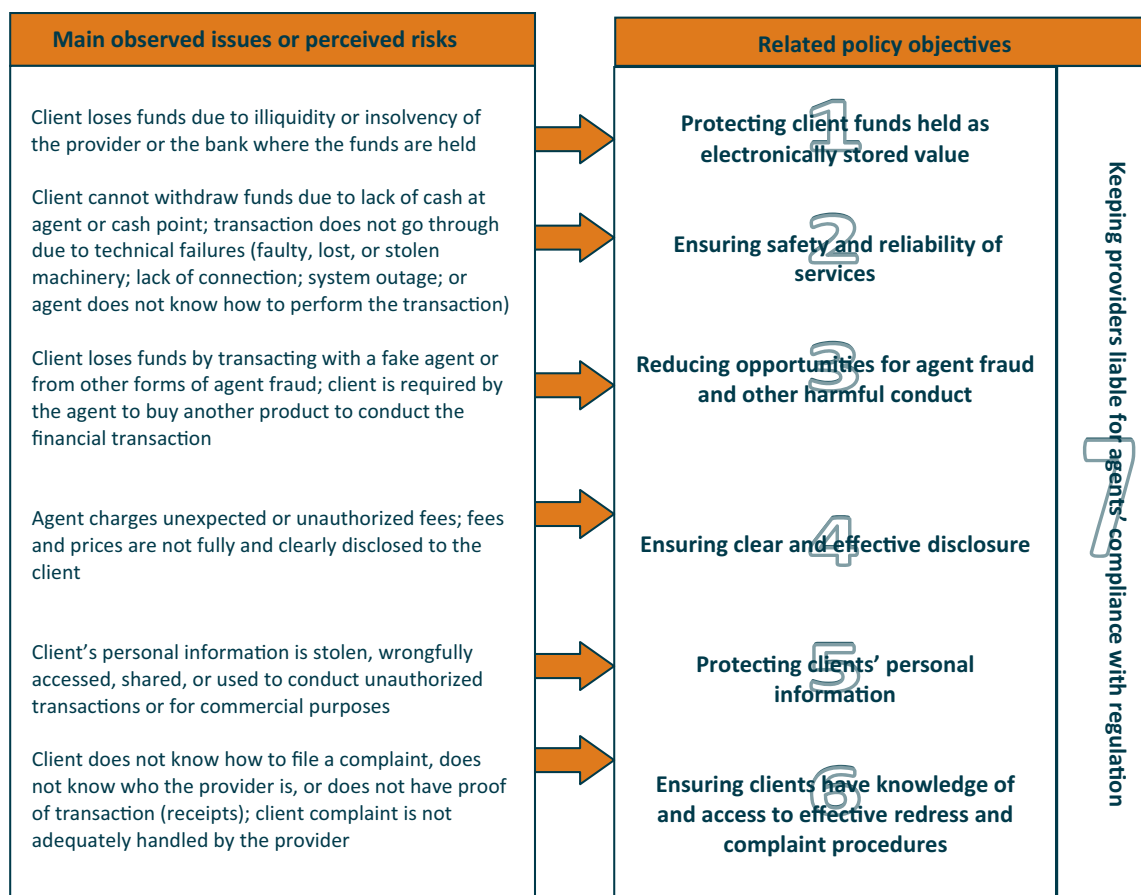 Main observed issues or perceived risks
Related policy objectives
Client loses funds due to illiquidity or insolvency of
the provider or the bank where the funds are held
1
Protecting client funds held as
electronically stored value
Client cannot withdraw funds due to lack of cash at
agent or cash point; transaction does not go through
due to technical failures (faulty, lost, or stolen
machinery; lack of connection; system outage; or
agent does not know how to perform the transaction)
2
Ensuring safety and reliability of
services
Client loses funds by transacting with a fake agent or
from other forms of agent fraud; client is required by
the agent to buy another product to conduct the
financial transaction
3
Reducing opportunities for agent fraud
and other harmful conduct
Agent charges unexpected or unauthorized fees; fees
and prices are not fully and clearly disclosed to the
client
4
Ensuring clear and effective disclosure
Client’s personal information is stolen, wrongfully
accessed, shared, or used to conduct unauthorized
transactions or for commercial purposes
5
Protecting clients’ personal
information
Client does not know how to file a complaint, does
not know who the provider is, or does not have proof
of transaction (receipts); client complaint is not
adequately handled by the provider
6
Ensuring clients have knowledge of
and access to effective redress and
complaint procedures
7
Keeping providers liable for agents’ compliance with regulation